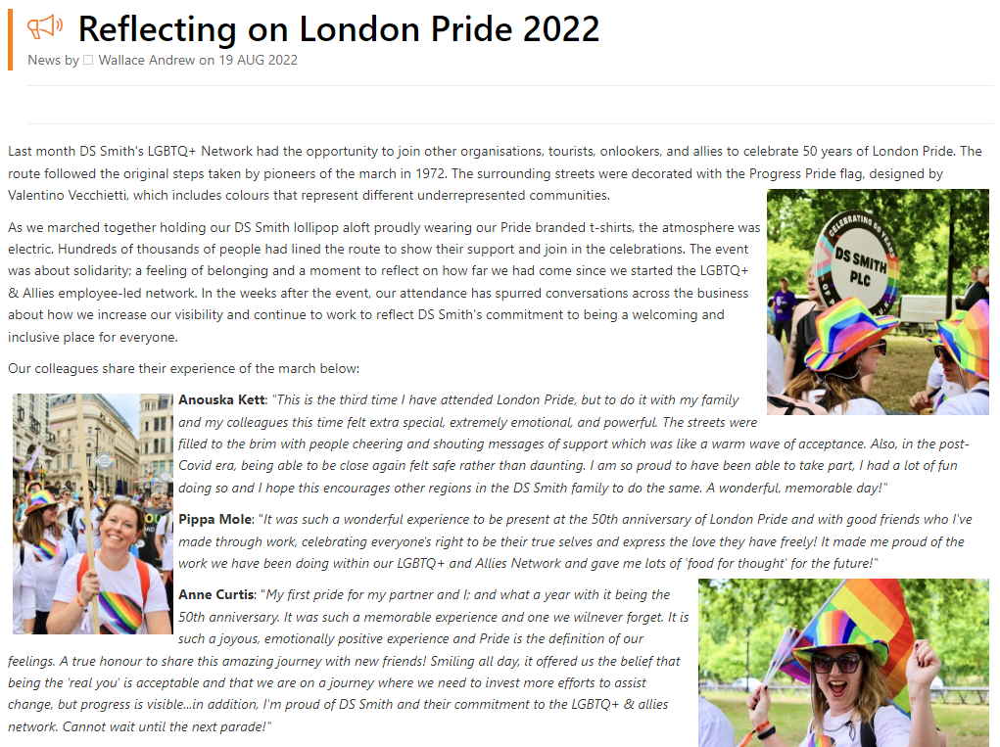 Reflecting on London Pride 2022
News by Wallace Andrew on 19 AUG 2022
Last month DS Smith's LGBTQ+ Network had the opportunity to join other organisations, tourists, onlookers, and allies to celebrate 50 years of London Pride. The
route followed the original steps taken by pioneers of the march in 1972. The surrounding streets were decorated with the Progress Pride flag, designed by
Valentino Vecchietti, which includes colours that represent different underrepresented communities.
As we marched together holding our DS Smith lollipop aloft proudly wearing our Pride branded t-shirts, the atmosphere was
electric. Hundreds of thousands of people had lined the route to show their support and join in the celebrations. The event
was about solidarity; a feeling of belonging and a moment to reflect on how far we had come since we started the LGBTQ+
& Allies employee-led network. In the weeks after the event, our attendance has spurred conversations across the business
about how we increase our visibility and continue to work to reflect DS Smith's commitment to being a welcoming and
inclusive place for everyone.
CELEBRATING 50 YEARS
DS SMITH
PLC
Our colleagues share their experience of the march below:
Anouska Kett: "This is the third time I have attended London Pride, but to do it with my family
and my colleagues this time felt extra special, extremely emotional, and powerful. The streets were
filled to the brim with people cheering and shouting messages of support which was like a warm wave of acceptance. Also, in the post-
Covid era, being able to be close again felt safe rather than daunting. I am so proud to have been able to take part, I had a lot of fun
doing so and I hope this encourages other regions in the DS Smith family to do the same. A wonderful, memorable day!"
Pippa Mole: "It was such a wonderful experience to be present at the 50th anniversary of London Pride and with good friends who I've
made through work, celebrating everyone's right to be their true selves and express the love they have freely! It made me proud of the
work we have been doing within our LGBTQ+ and Allies Network and gave me lots of 'food for thought' for the future!"
Anne Curtis: "My first pride for my partner and I; and what a year with it being the
50th anniversary. It was such a memorable experience and one we wilnever forget. It is
such a joyous, emotionally positive experience and Pride is the definition of our
feelings. A true honour to share this amazing journey with new friends! Smiling all day, it offered us the belief that
being the 'real you' is acceptable and that we are on a journey where we need to invest more efforts to assist
change, but progress is visible...in addition, I'm proud of DS Smith and their commitment to the LGBTQ+ & allies
network. Cannot wait until the next parade!"